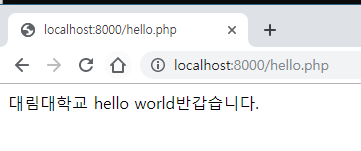 localhost:8000/hello.php
localhost:8000/hello.php
대림대학교 hello world반갑습니다.